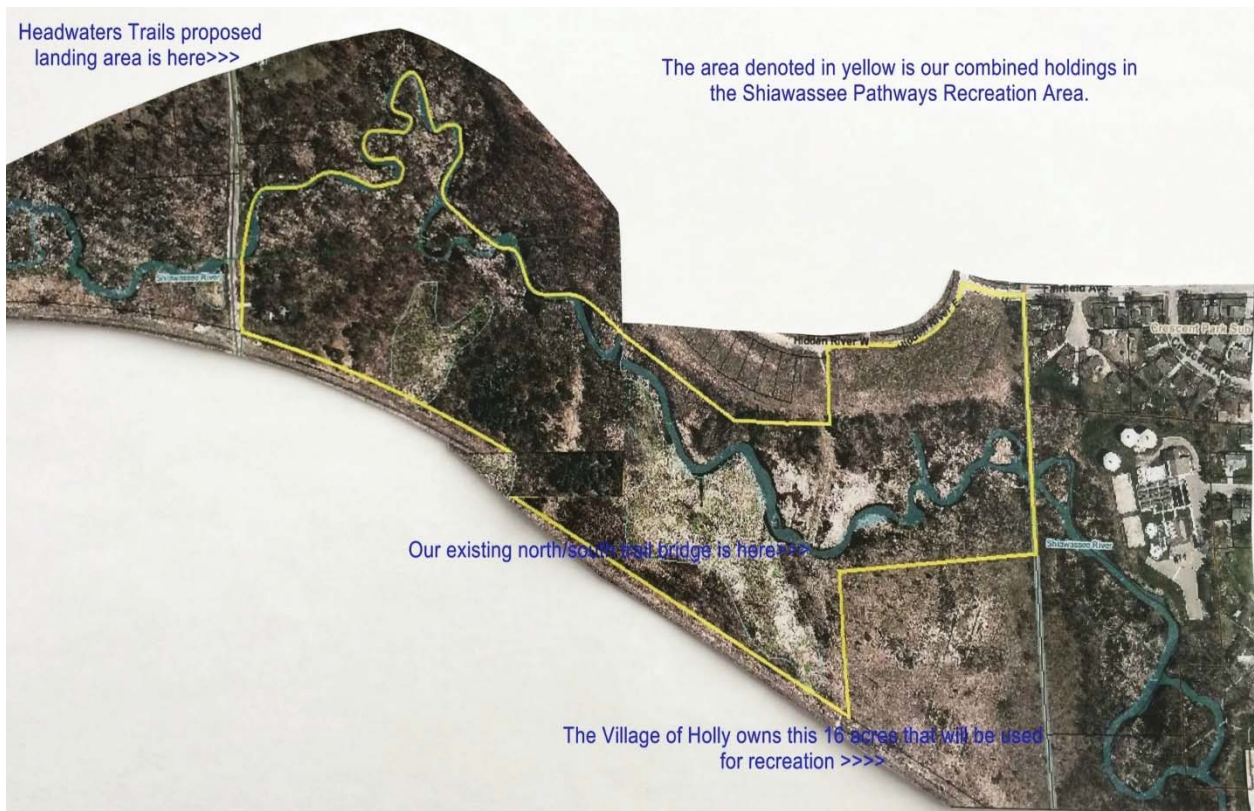 Headwaters Trails proposed
landing area is here>>>
The area denoted in yellow is our combined holdings in
the Shiawassee Pathways Recreation Area.
Shiawassee River
Hidden River W
Crescent Park Sub
Our existing north/south trail bridge is here>>>
Shiawassee River
The Village of Holly owns this 16 acres that will be used
for recreation >>>>